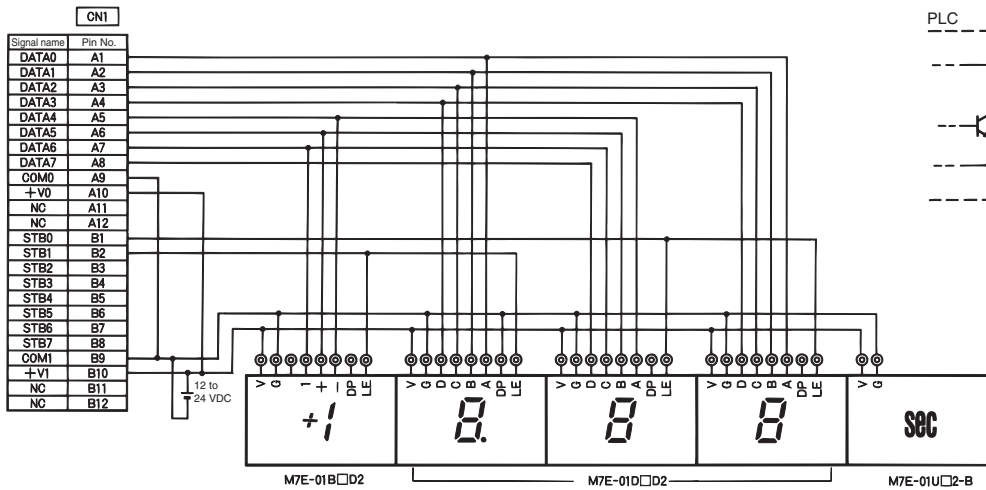 CN1
PLC
Signal name Pin No.
DATA0 A1
DATA1 A2
DATA2 A3
DATA3 A4
DATA4 A5
DATA5 A6
DATA6 A7
DATA7 A8
COM0 A9
+V0 A10
NC A11
NC A12
STB0 B1
STB1 B2
STB2 B3
STB3 B4
STB4 B5
STB5 B6
STB6 B7
STB7 B8
COM1 B9
+V1 B10
NC B11
NC B12
12 to
24 VDC
V G 1 + − DP LE
V G D C B A DP LE
V G D C B A DP LE
V G D C B A DP LE
V G
+1 8. 8 8 sec
M7E-01B□D2 M7E-01D□D2 M7E-01U□2-B